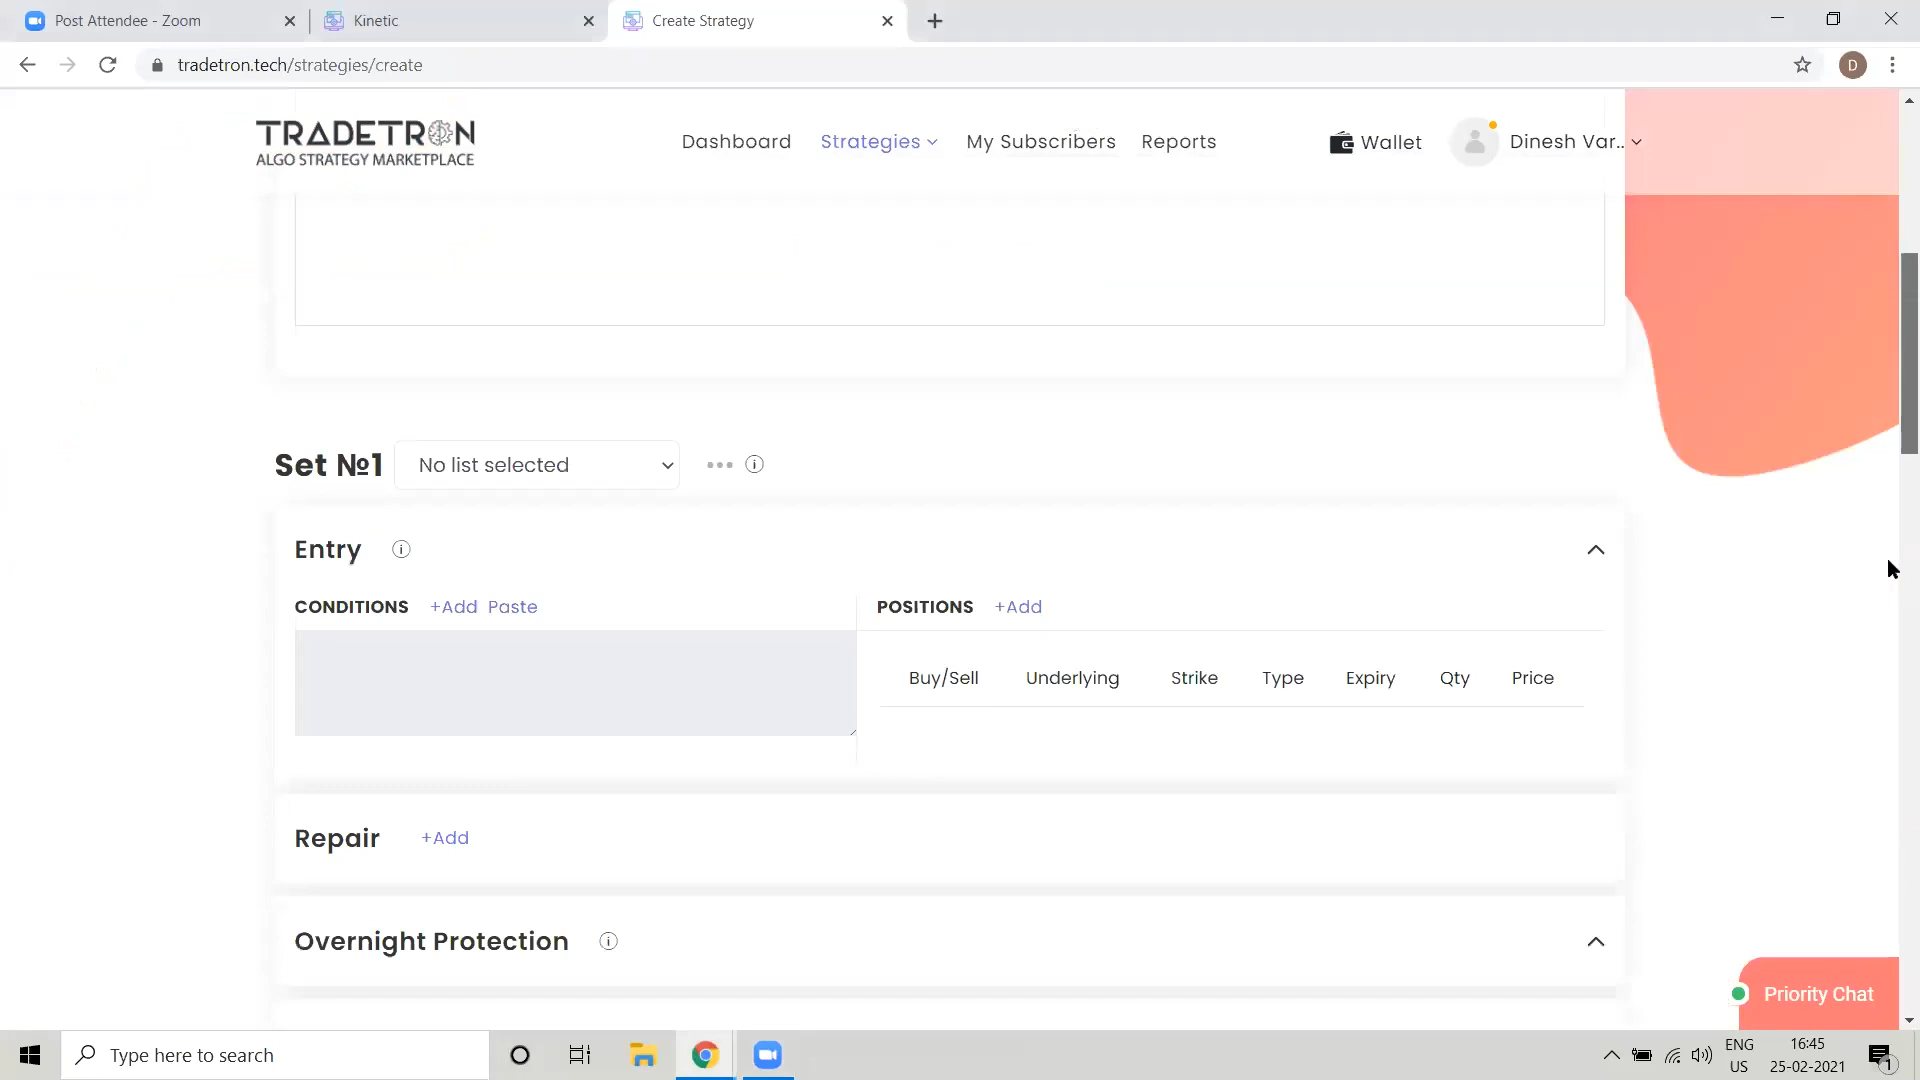 Post Attendee - Zoom
Kinetic
Create Strategy
tradetron.tech/strategies/create
D
TRADETRON
ALGO STRATEGY MARKETPLACE
Dashboard
Strategies
My Subscribers
Reports
Wallet
Dinesh Var..
Set №1
No list selected
Entry
CONDITIONS
+Add
Paste
POSITIONS
+Add
Buy/Sell
Underlying
Strike
Type
Expiry
Qty
Price
Repair
+Add
Overnight Protection
Priority Chat
Type here to search
ENG
US
16:45
25-02-2021
1